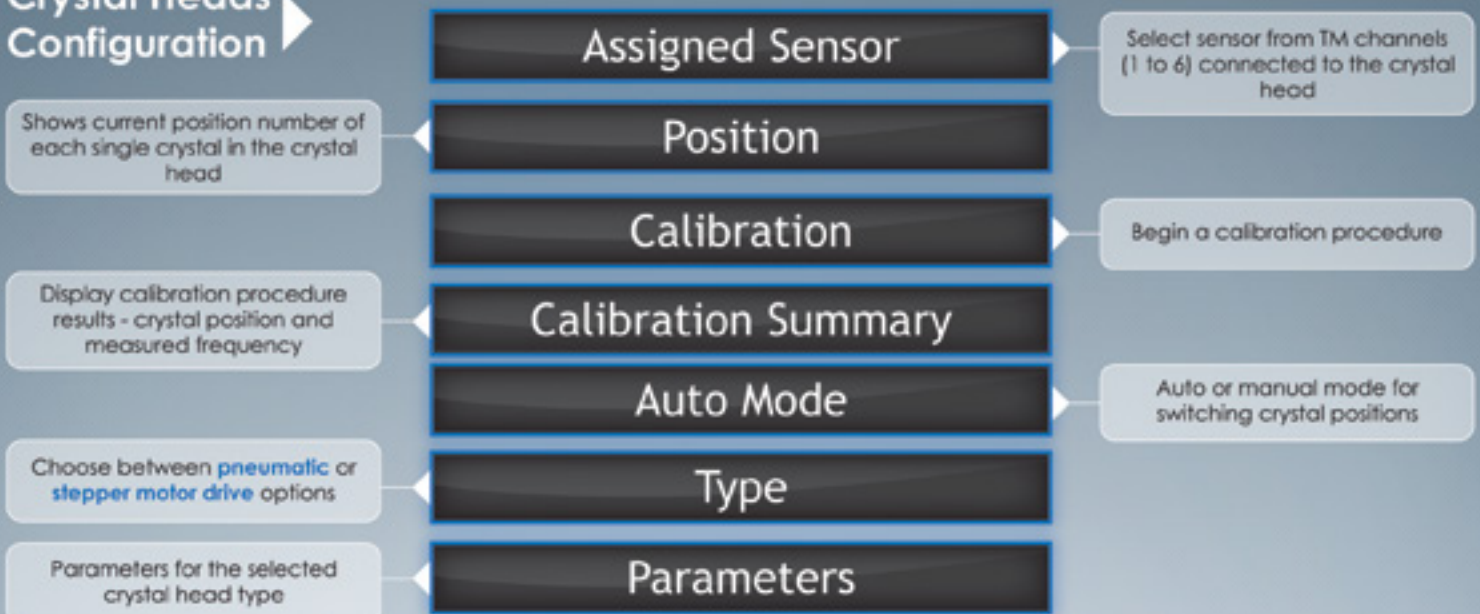 Crystal Heads
Configuration
Assigned Sensor
Select sensor from TM channels
(1 to 6) connected to the crystal
head
Shows current position number of
each single crystal in the crystal
head
Position
Calibration
Begin a calibration procedure
Display calibration procedure
results - crystal position and
measured frequency
Calibration Summary
Auto Mode
Auto or manual mode for
switching crystal positions
Choose between pneumatic or
stepper motor drive options
Type
Parameters for the selected
crystal head type
Parameters